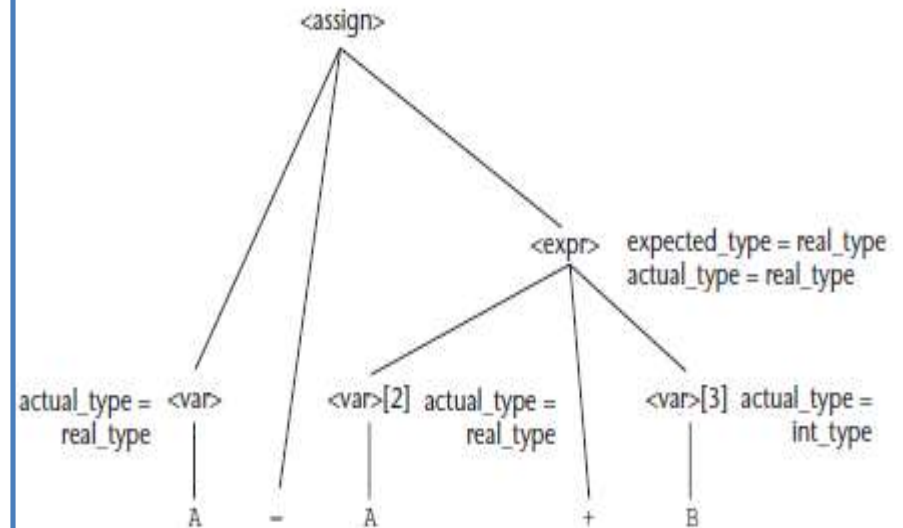 <assign>
<expr> expected_type = real_type
actual_type = real_type
actual_type = <var> <var>[2] actual_type = <var>[3] actual_type =
real_type real_type int_type
A = A + B